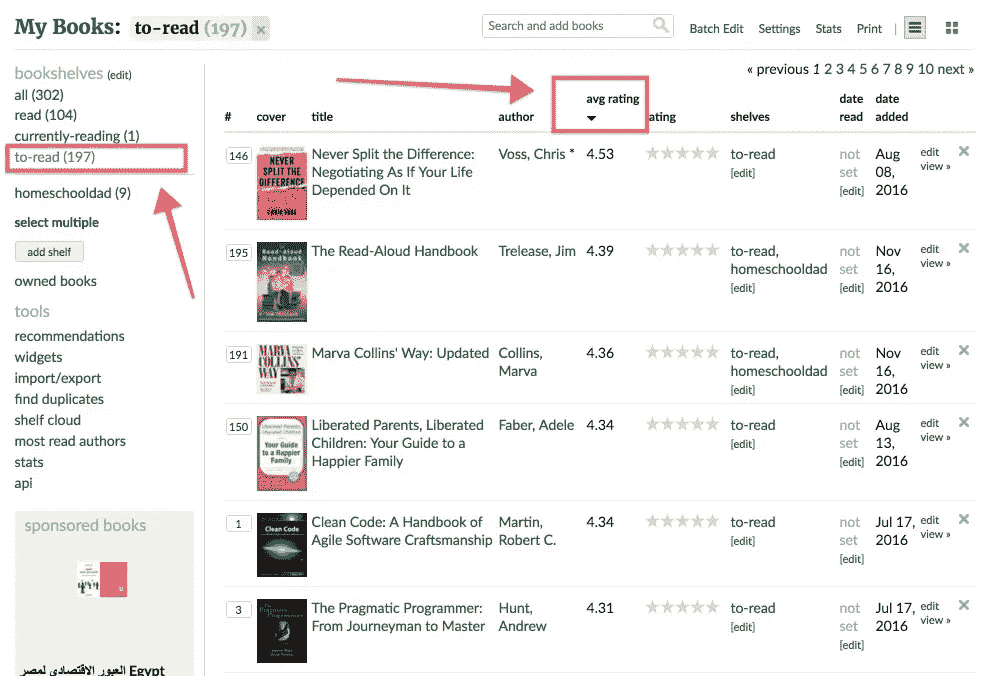 My Books: to-read (197) ×
Search and add books
Batch Edit Settings Stats Print |
bookshelves (edit)
all (302)
read (104)
currently-reading (1)
to-read (197)
homeschooldad (9)
select multiple
add shelf
owned books
tools
recommendations
widgets
import/export
find duplicates
shelf cloud
most read authors
stats
api
sponsored books
Egypt العبور الاقتصادي لمصر
« previous 1 2 3 4 5 6 7 8 9 10 next »
# cover title author avg rating ating shelves date read date added
146
NEVER
SPLIT THE
DIFFERENCE
Never Split the Difference:
Negotiating As If Your Life
Depended On It
Voss, Chris *
4.53
to-read
[edit]
not
set
[edit]
Aug
08,
2016
edit
view »
195
Read-Aloud
Handbook
The Read-Aloud Handbook
Trelease, Jim
4.39
to-read,
homeschooldad
[edit]
not
set
[edit]
Nov
16,
2016
edit
view »
191
MARVA
COLLINS'
WAY
Marva Collins' Way: Updated
Collins,
Marva
4.36
to-read,
homeschooldad
[edit]
not
set
[edit]
Nov
16,
2016
edit
view »
150
Liberated Parents
Liberated Children
Your Guide to a
Happier Family
Liberated Parents, Liberated
Children: Your Guide to a
Happier Family
Faber, Adele
4.34
to-read
[edit]
not
set
[edit]
Aug
13,
2016
edit
view »
1
Clean Code
Clean Code: A Handbook of
Agile Software Craftsmanship
Martin,
Robert C.
4.34
to-read
[edit]
not
set
[edit]
Jul 17,
2016
edit
view »
3
The Pragmatic Programmer:
From Journeyman to Master
Hunt,
Andrew
4.31
to-read
[edit]
not
set
[edit]
Jul 17,
2016
edit
view »